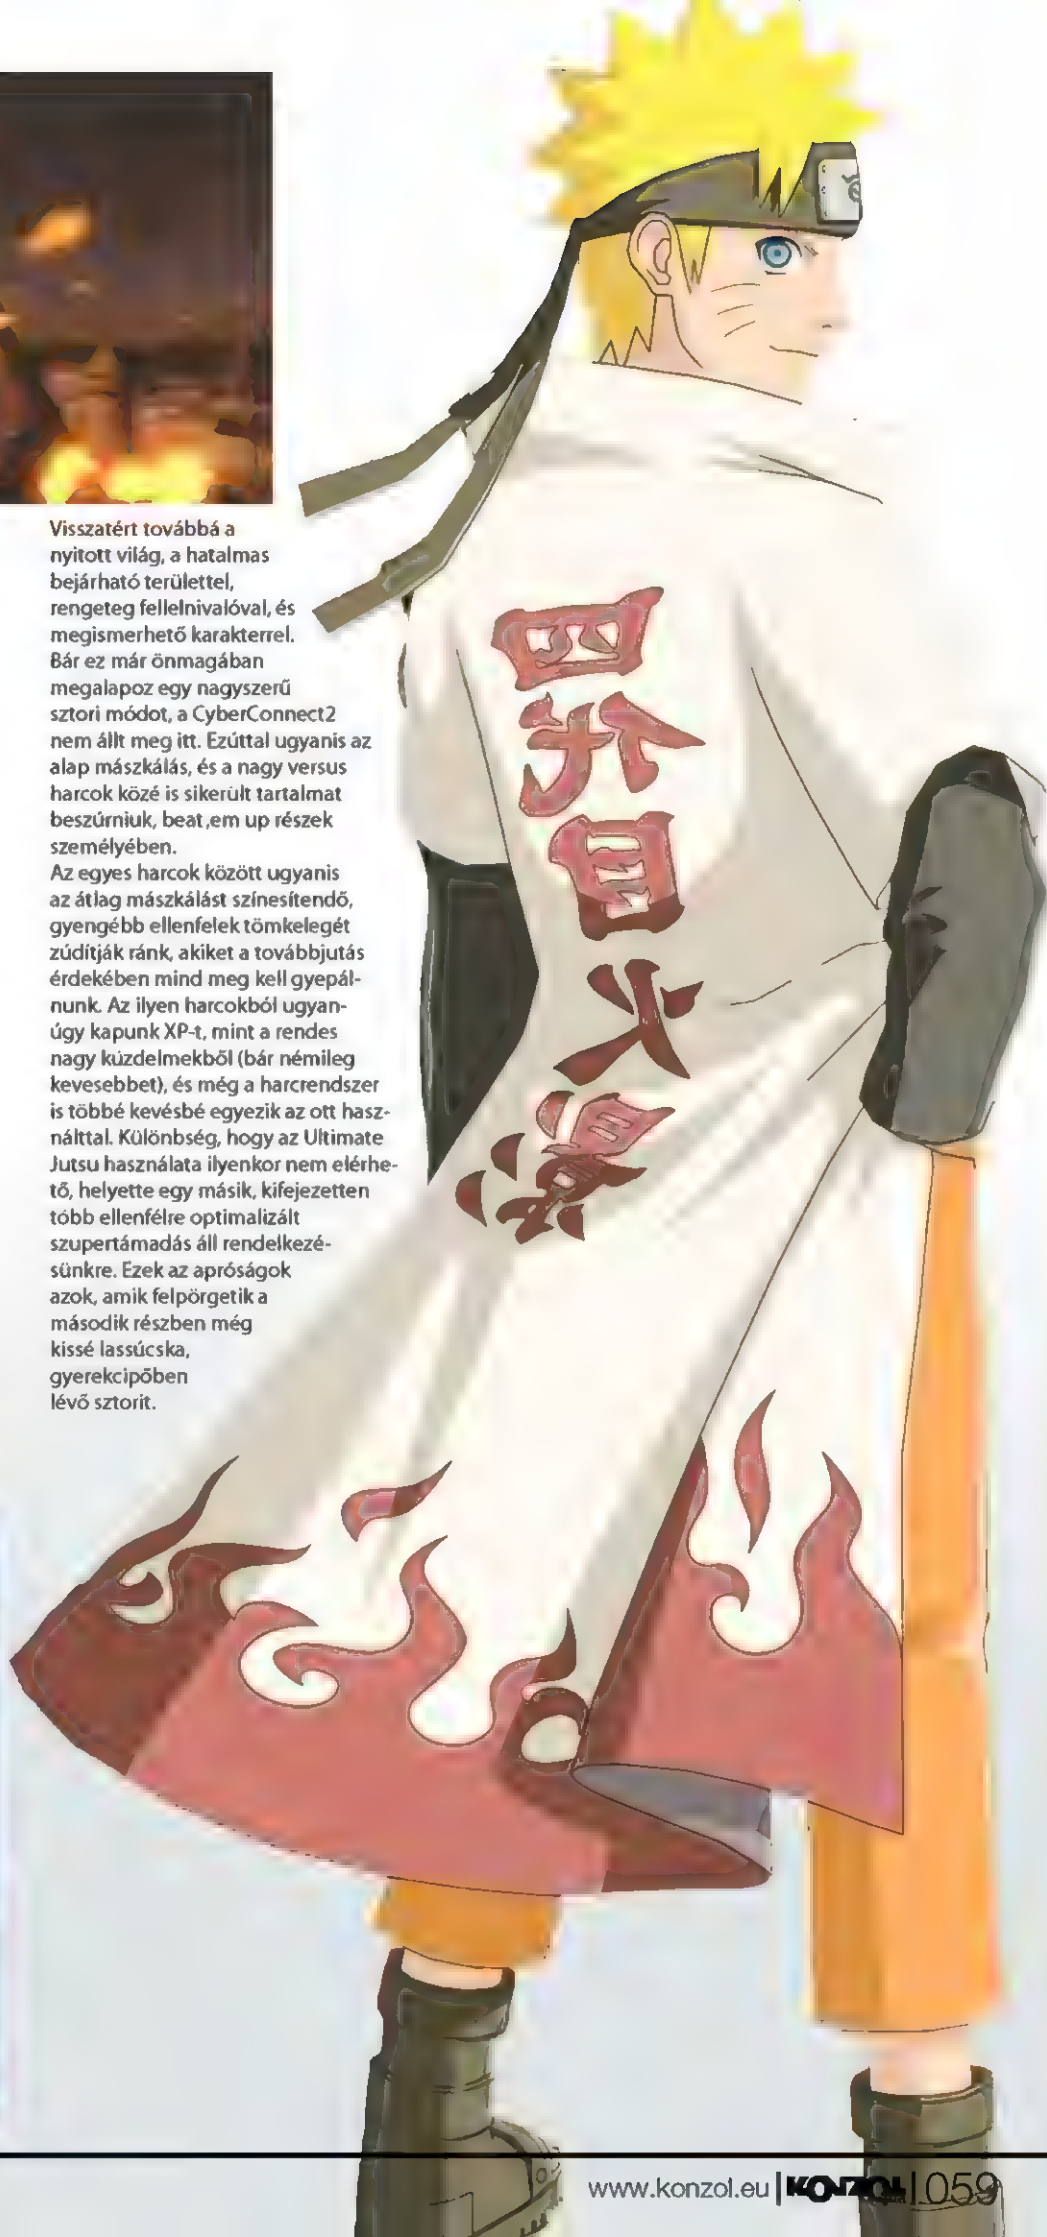 Visszatért továbbá a
nyitott világ, a hatalmas
bejárható területtel,
rengeteg fellelnivalóval, és
megismerhető karakterrel.
Bár ez már önmagában
megalapoz egy nagyszerű
sztori módot, a CyberConnect2
nem állt meg itt. Ezúttal ugyanis az
alap mászkálás, és a nagy versus
harcok közé is sikerült tartalmat
beszúrniuk, beat ‚em up részek
személyében.
Az egyes harcok között ugyanis
az átlag mászkálást színesítendő,
gyengébb ellenfelek tömkelegét
zúdítják ránk, akiket a továbbjutás
érdekében mind meg kell gyepál-
nunk. Az ilyen harcokból ugyan-
úgy kapunk XP-t, mint a rendes
nagy küzdelmekből (bár némileg
kevesebbet), és még a harcrendszer
is többé kevésbé egyezik az ott hasz-
nálttal. Különbség, hogy az Ultimate
Jutsu használata ilyenkor nem elérhe-
tő, helyette egy másik, kifejezetten
több ellenfélre optimalizált
szupertámadás áll rendelkezé-
sünkre. Ezek az apróságok
azok, amik felpörgetik a
második részben még
kissé lassúcska,
gyerekcipőben
lévő sztorit.
四
代
目
火
影
www.konzol.eu | KONZOL | 059